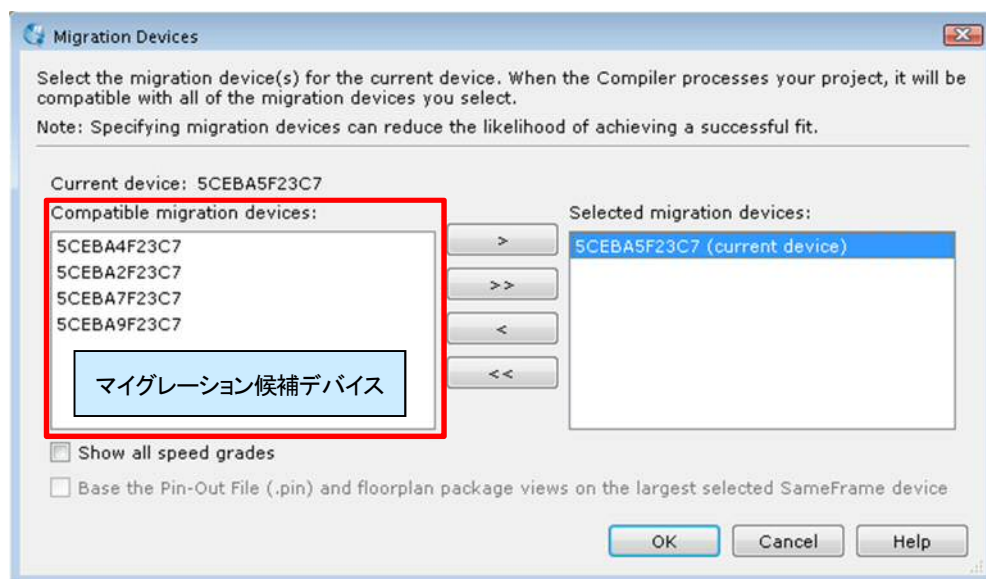 Migration Devices
Select the migration device(s) for the current device. When the Compiler processes your project, it will be
compatible with all of the migration devices you select.
Note: Specifying migration devices can reduce the likelihood of achieving a successful fit.
Current device: 5CEBA5F23C7
Compatible migration devices:
5CEBA4F23C7
5CEBA2F23C7
5CEBA7F23C7
5CEBA9F23C7
マイグレーション候補デバイス
>
>>
<
<<
Selected migration devices:
5CEBA5F23C7 (current device)
Show all speed grades
Base the Pin-Out File (.pin) and floorplan package views on the largest selected SameFrame device
OK
Cancel
Help